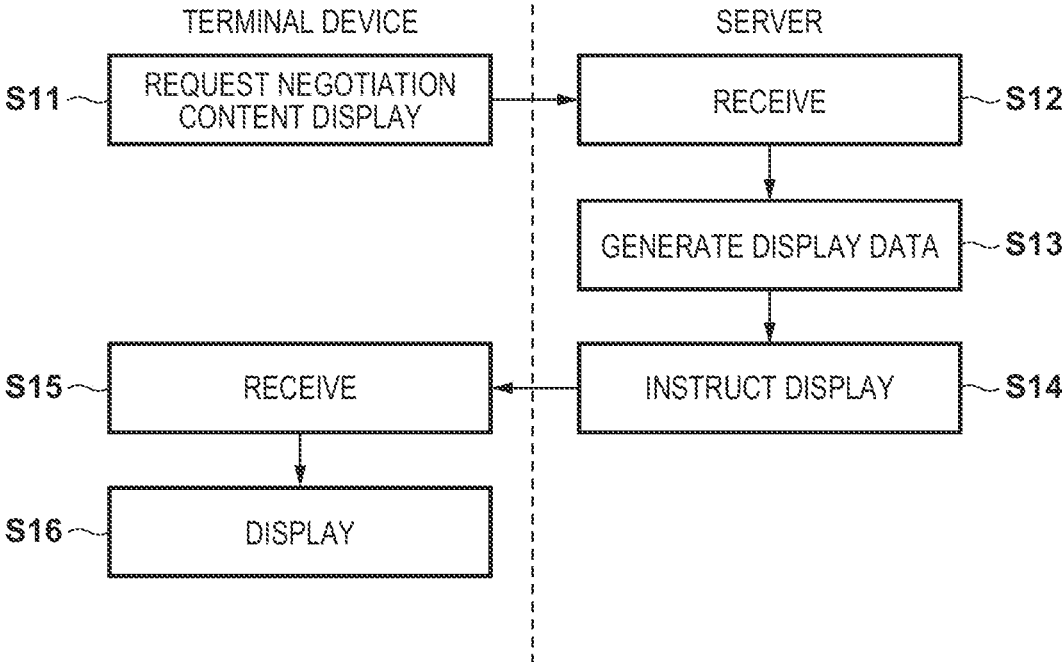 TERMINAL DEVICE
SERVER
S11
REQUEST NEGOTIATION
CONTENT DISPLAY
RECEIVE
S12
GENERATE DISPLAY DATA
S13
S15
RECEIVE
INSTRUCT DISPLAY
S14
S16
DISPLAY